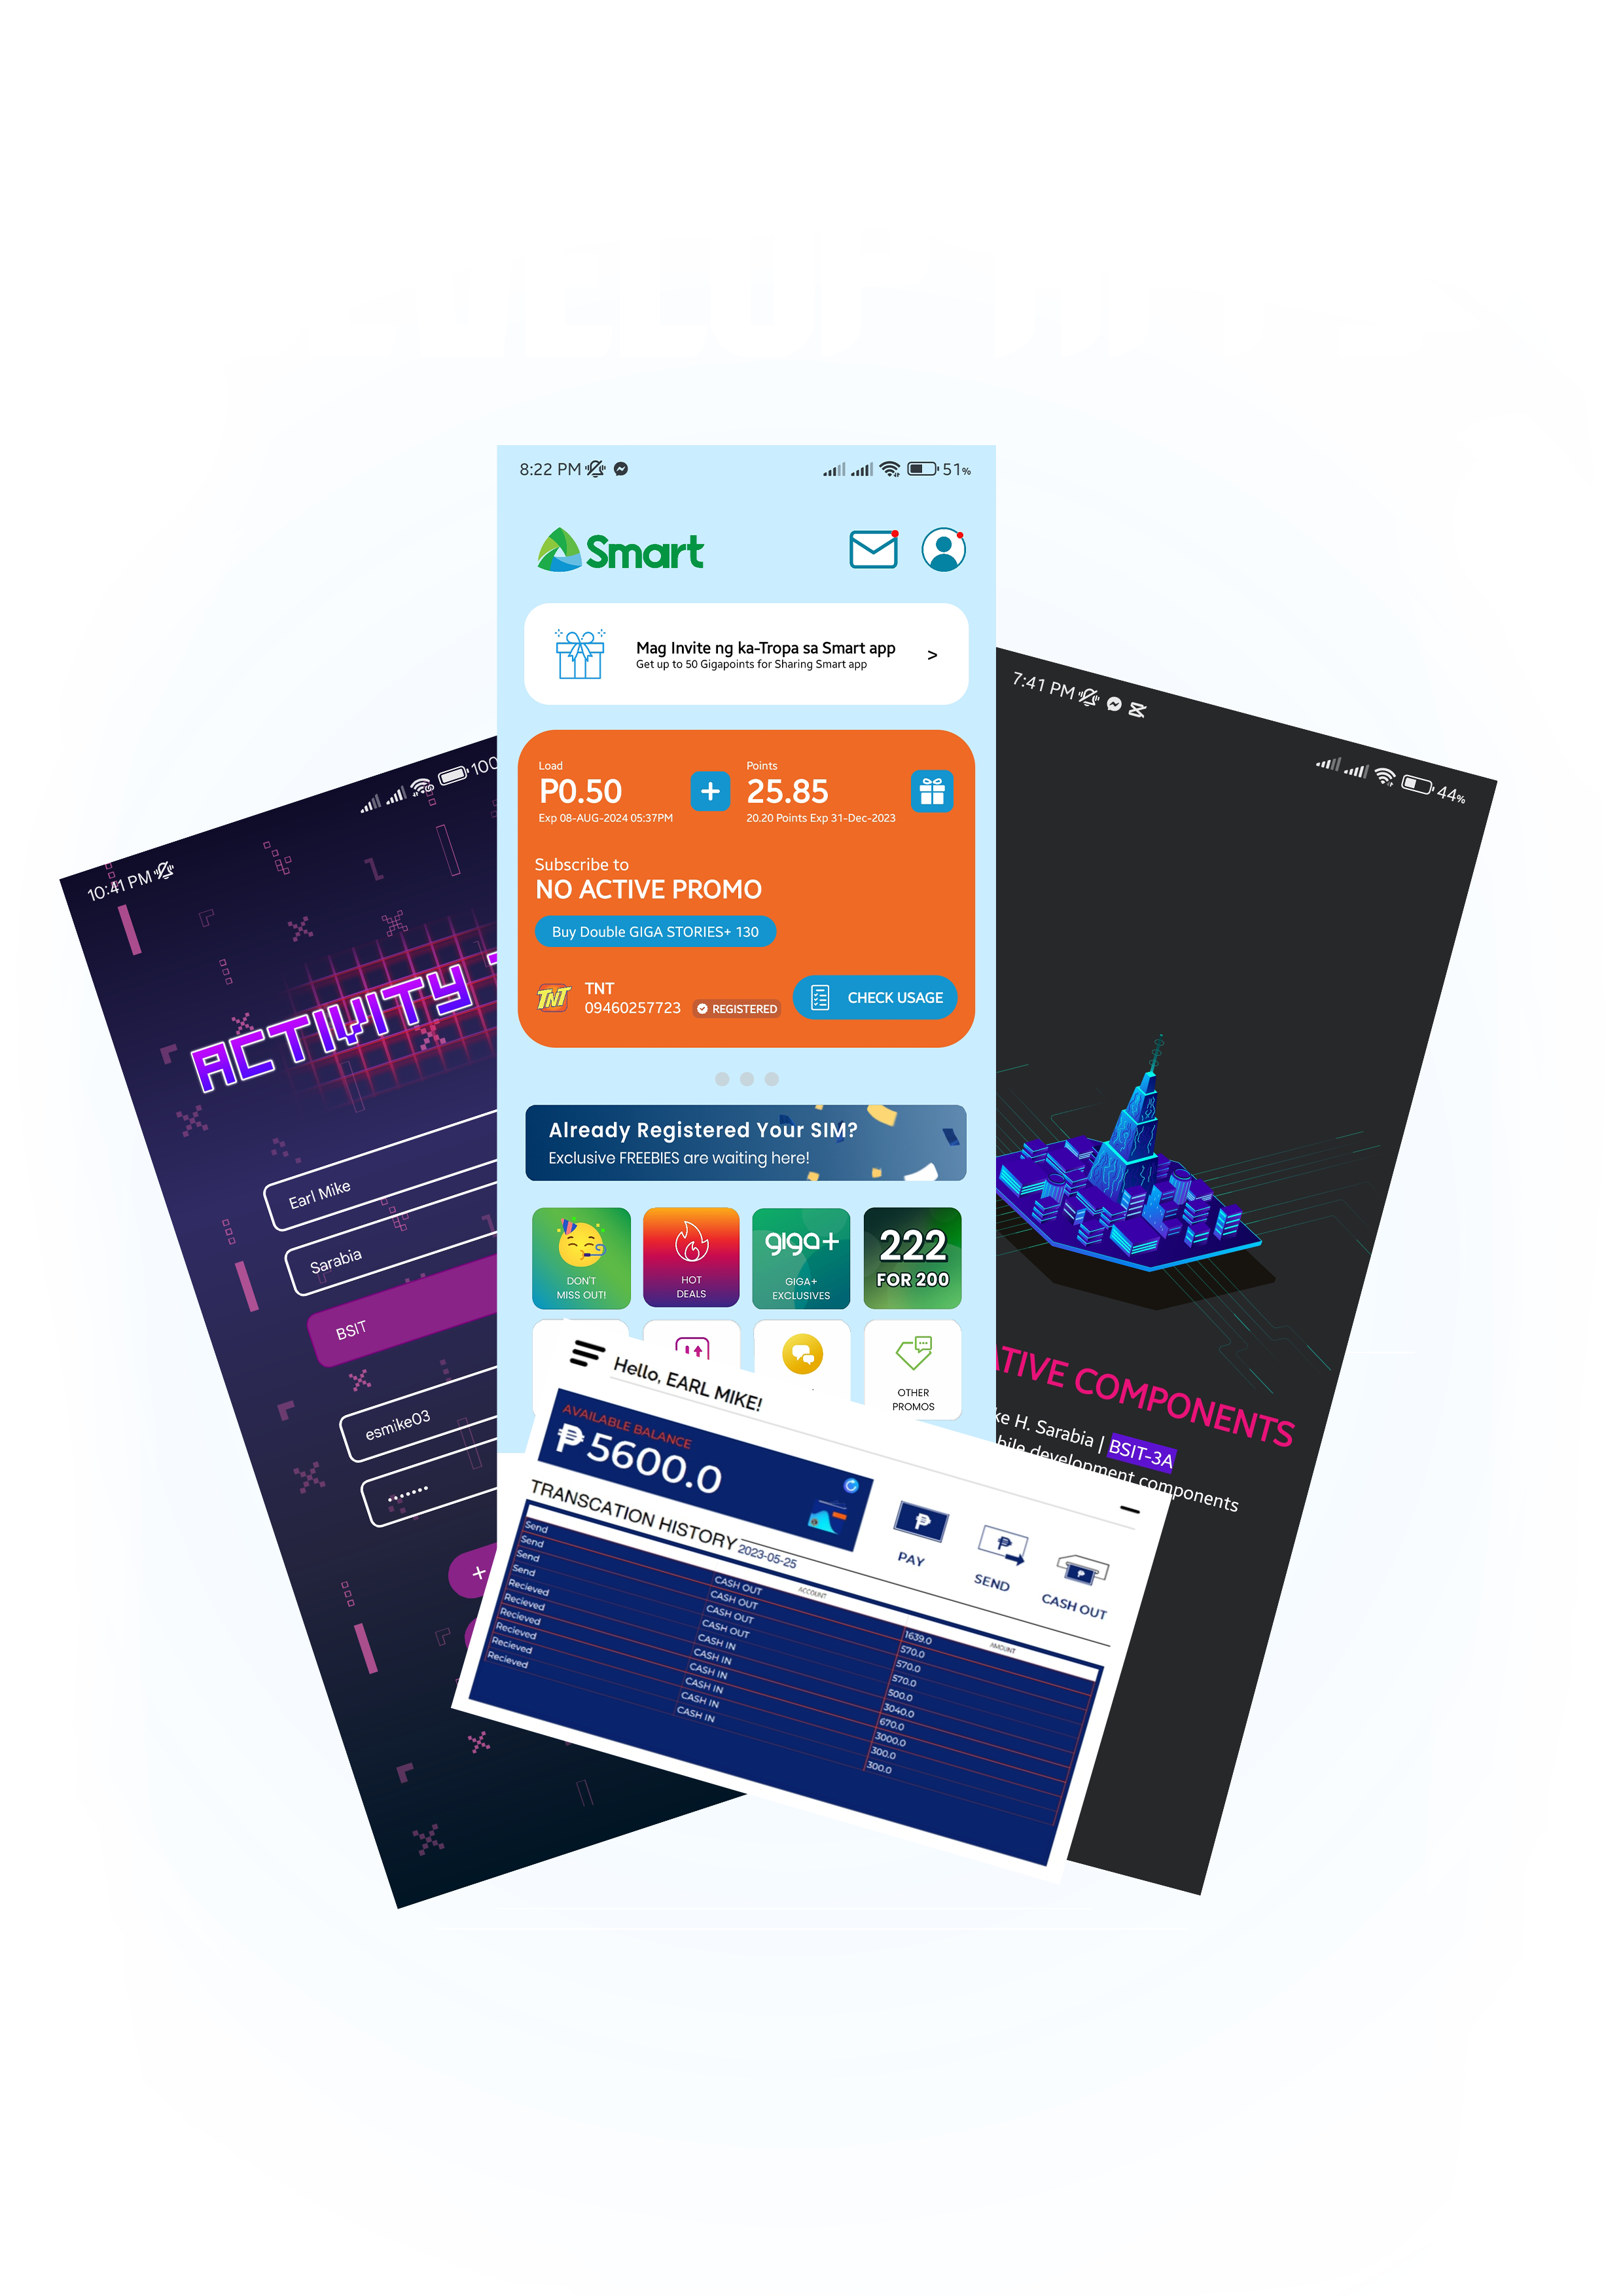 8:22 PM
51%
Smart
Mag Invite ng ka-Tropa sa Smart app
Get up to 50 Gigapoints for Sharing Smart app
>
Load
P0.50
Exp 08-AUG-2024 05:37PM
Points
25.85
20.20 Points Exp 31-Dec-2023
Subscribe to
NO ACTIVE PROMO
Buy Double GIGA STORIES+ 130
TNT
TNT
09460257723
REGISTERED
CHECK USAGE
Already Registered Your SIM?
Exclusive FREEBIES are waiting here!
DON'T
MISS OUT!
HOT
DEALS
giga+
GIGA+
EXCLUSIVES
222
FOR 200
OTHER
PROMOS
10:41 PM
100
ACTIVITY
Earl Mike
Sarabia
BSIT
esmike03
•••••••
+
7:41 PM
44%
ATIVE COMPONENTS
ke H. Sarabia | BSIT-3A
bile development components
Hello, EARL MIKE!
AVAILABLE BALANCE
₱5600.0
PAY
SEND
CASH OUT
TRANSCATION HISTORY
2023-05-25
ACCOUNT
AMOUNT
Send CASH OUT 1639.0
Send CASH OUT 570.0
Send CASH OUT 570.0
Send CASH OUT 570.0
Recieved CASH IN 500.0
Recieved CASH IN 3040.0
Recieved CASH IN 670.0
Recieved CASH IN 3000.0
Recieved CASH IN 300.0
Recieved CASH IN 300.0